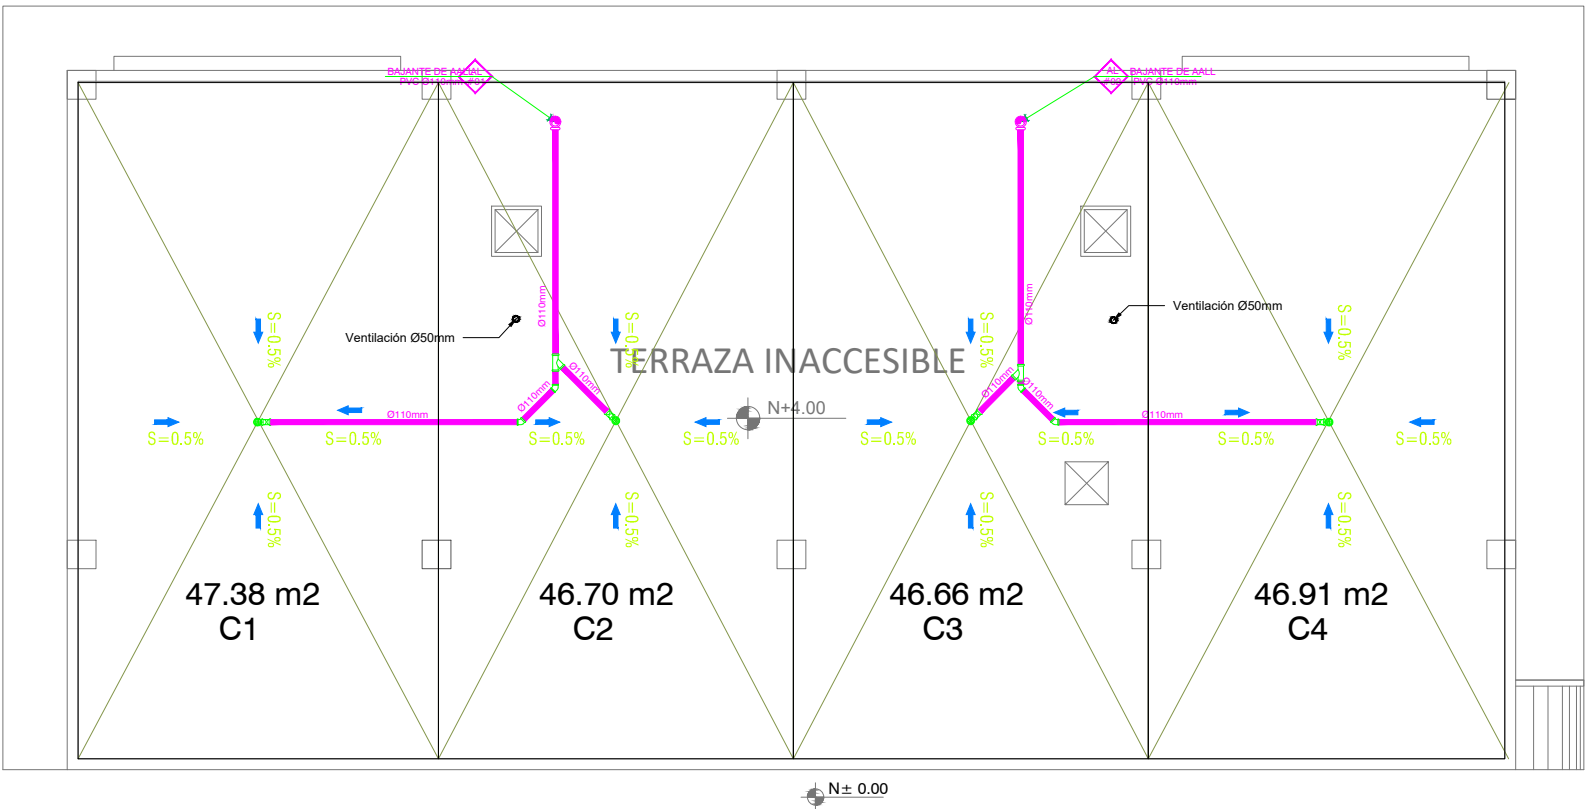 BAJANTE DE AALL
PVC Ø110mm
AL
#01
AL
#02
BAJANTE DE AALL
PVC Ø110mm
Ø110mm
Ø110mm
Ventilación Ø50mm
Ventilación Ø50mm
S=0.5%
S=0.5%
S=0.5%
S=0.5%
TERRAZA INACCESIBLE
Ø110mm
Ø110mm
Ø110mm
Ø110mm
N+4.00
Ø110mm
Ø110mm
S=0.5%
S=0.5%
S=0.5%
S=0.5%
S=0.5%
S=0.5%
S=0.5%
S=0.5%
S=0.5%
S=0.5%
S=0.5%
S=0.5%
47.38 m2
C1
46.70 m2
C2
46.66 m2
C3
46.91 m2
C4
N± 0.00